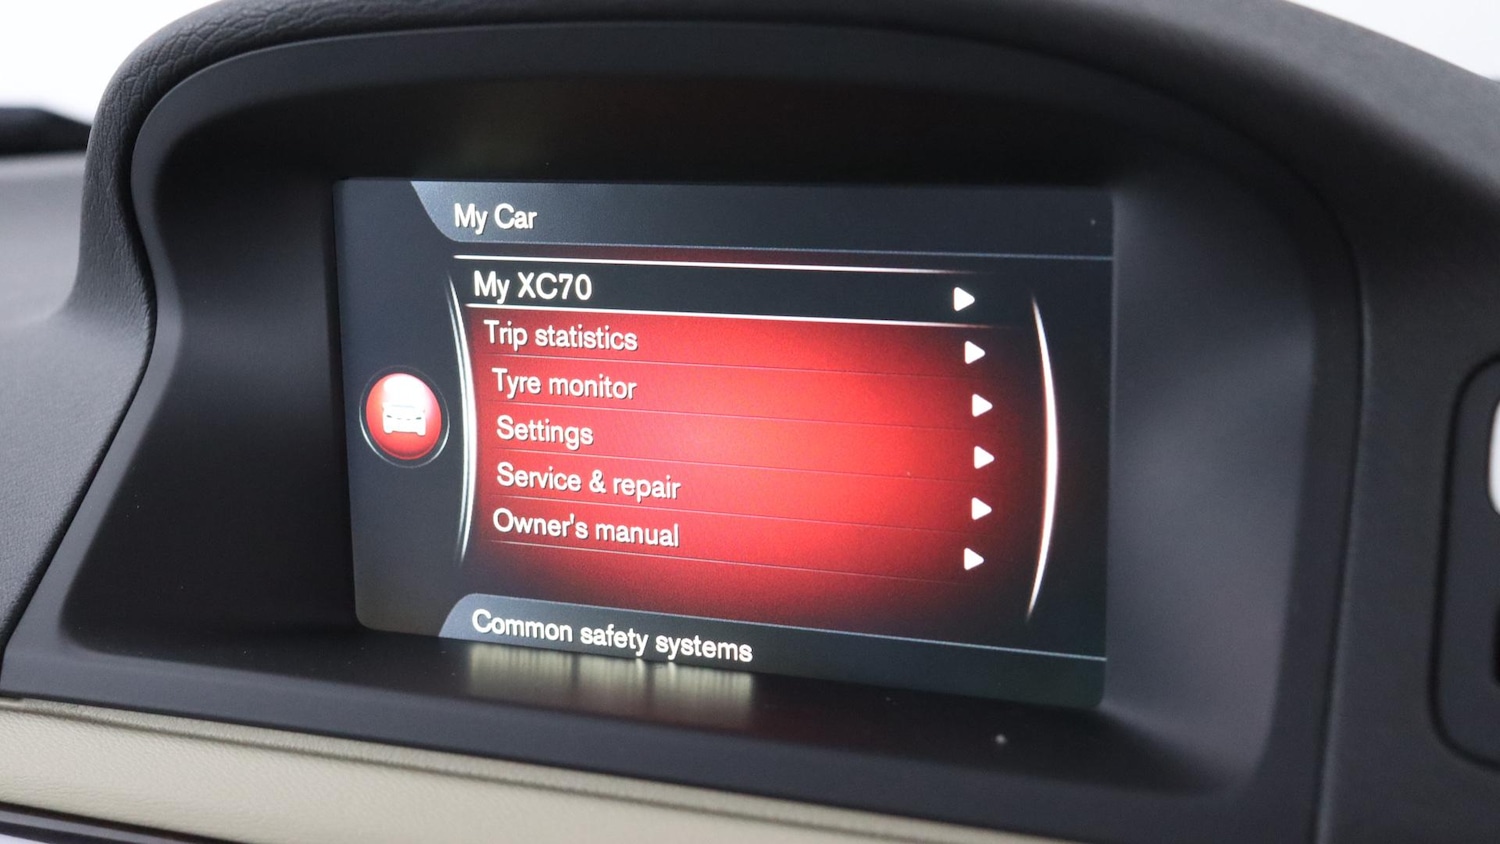 My Car
My XC70
Trip statistics
Tyre monitor
Settings
Service & repair
Owner's manual
Common safety systems